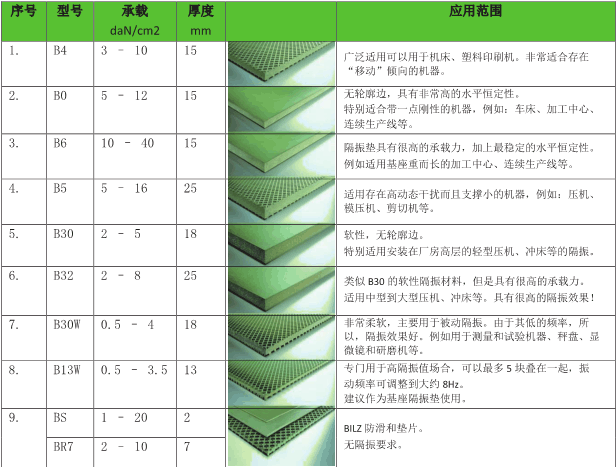 序号 型号 承载 daN/cm2 厚度 mm 应用范围
1. B4 3 – 10 15 广泛适用可以用于机床、塑料印刷机。非常适合存在
“移动”倾向的机器。
2. B0 5 – 12 15 无轮廓边，具有非常高的水平恒定性。
特别适合带一点刚性的机器，例如：车床、加工中心、
连续生产线等。
3. B6 10 – 40 15 隔振垫具有很高的承载力，加上最稳定的水平恒定性。
例如适用基座重而长的加工中心、连续生产线等。
4. B5 5 – 16 25 适用存在高动态干扰而且支撑小的机器，例如：压机、
模压机、剪切机等。
5. B30 2 – 5 18 软性，无轮廓边。
特别适用安装在厂房高层的轻型压机、冲床等的隔振。
6. B32 2 – 8 25 类似 B30 的软性隔振材料，但是具有很高的承载力。
适用中型到大型压机、冲床等。具有很高的隔振效果！
7. B30W 0.5 – 4 18 非常柔软，主要用于被动隔振。由于其低的频率，所
以，隔振效果好。例如用于测量和试验机器、秤盘、显
微镜和研磨机等。
8. B13W 0.5 – 3.5 13 专门用于高隔振值场合，可以最多 5 块叠在一起，振
动频率可调整到大约 8Hz。
建议作为基座隔振垫使用。
9. BS 1 – 20 2 BILZ 防滑和垫片。
BR7 2 – 10 7 无隔振要求。